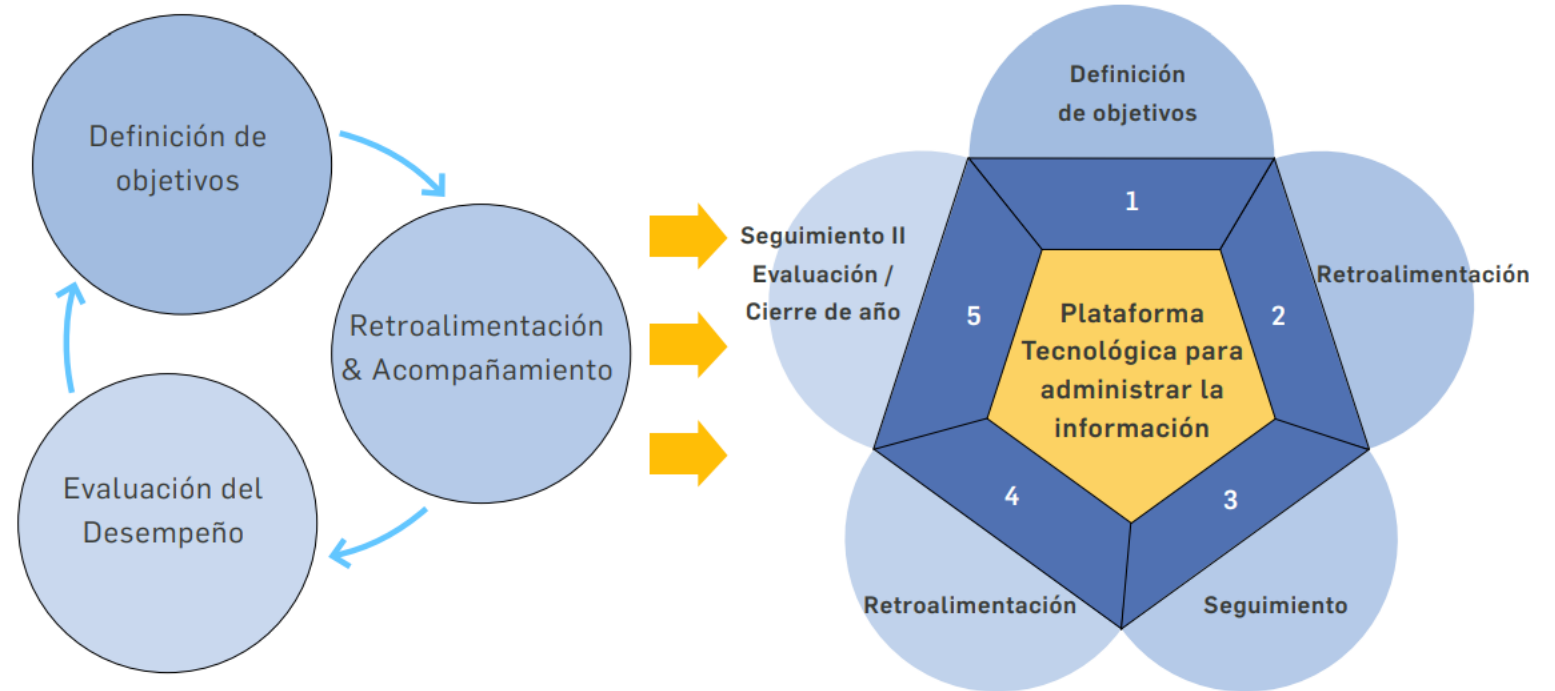 Definición de
objetivos
Retroalimentación
& Acompañamiento
Evaluación del
Desempeño
Definición
de objetivos
1
Retroalimentación
2
Seguimiento
3
Retroalimentación
4
Seguimiento II
Evaluación /
Cierre de año
5
Plataforma
Tecnológica para
administrar la
información